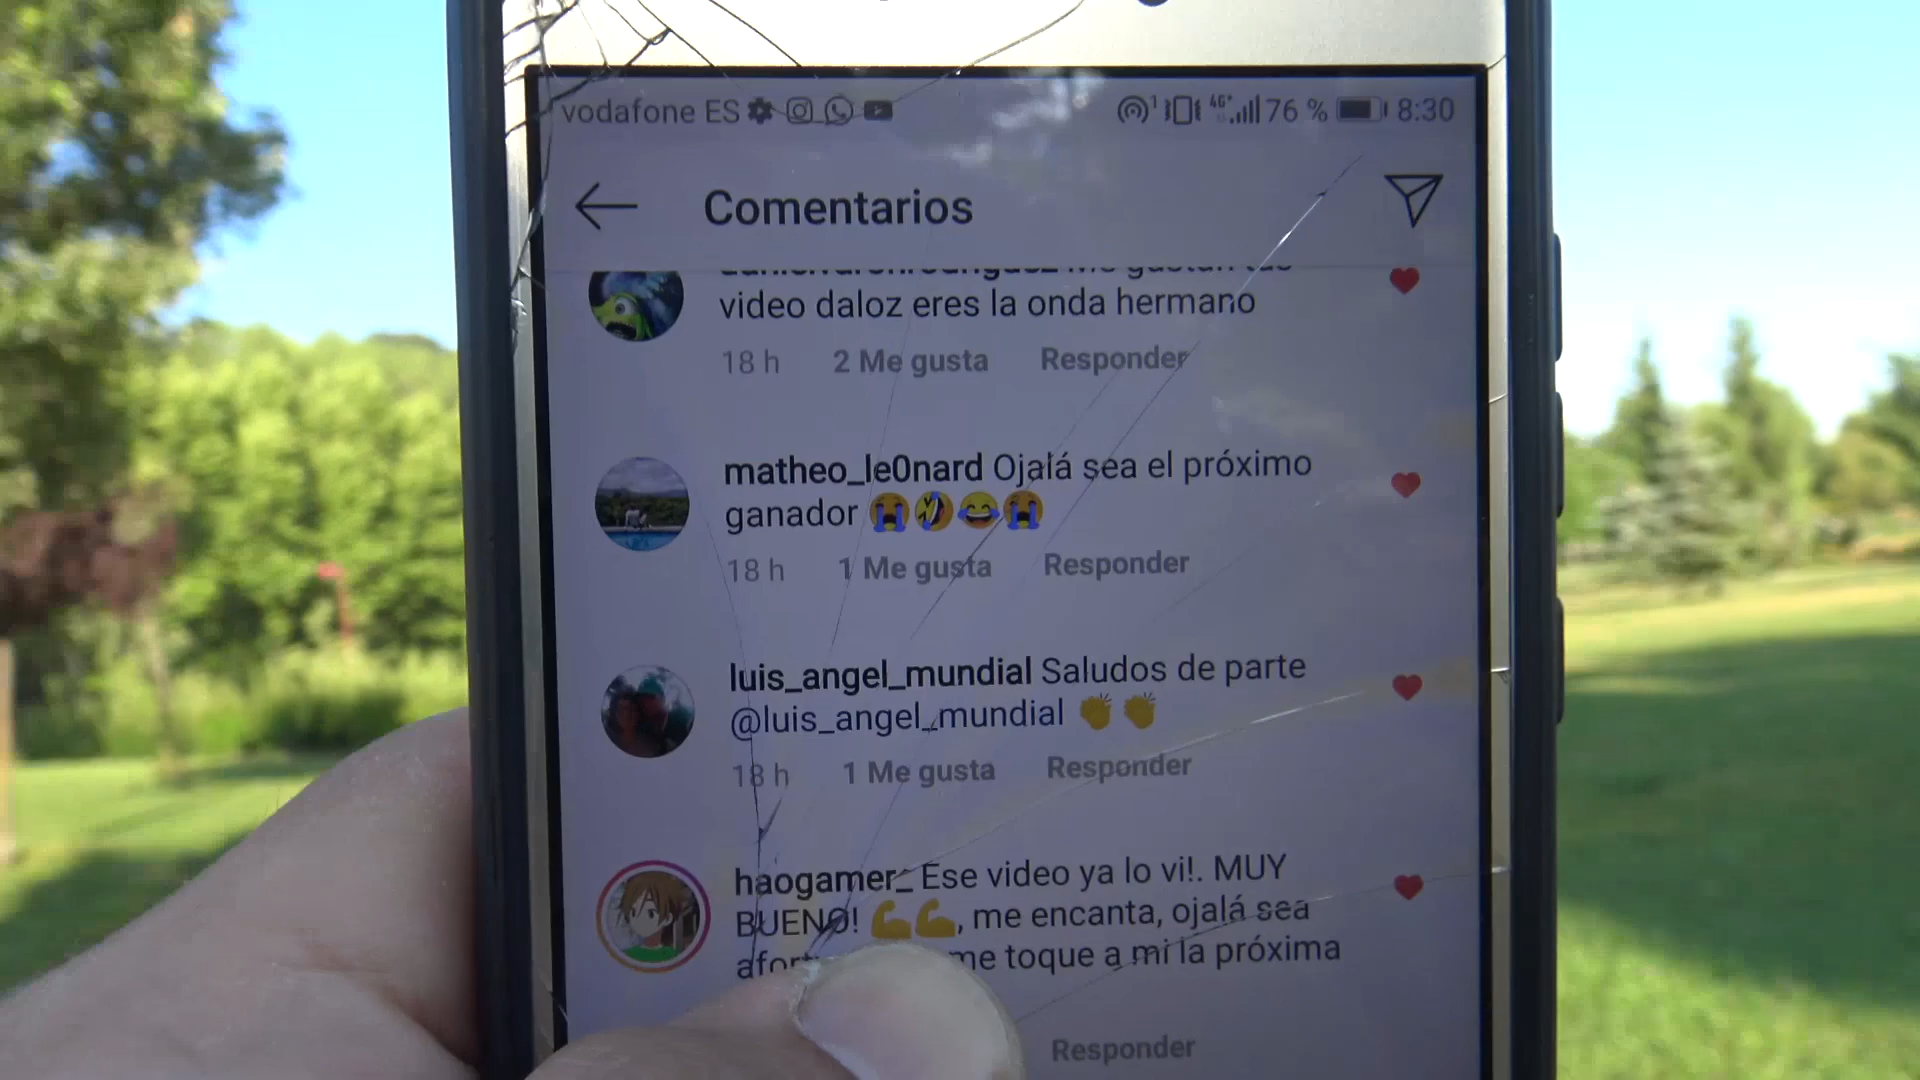 vodafone ES 1 4G+ 76 % 8:30
Comentarios
video daloz eres la onda hermano
18 h 2 Me gusta Responder
matheo_le0nard Ojalá sea el próximo
ganador 😭🤣😂😭
18 h 1 Me gusta Responder
luis_angel_mundial Saludos de parte
@luis_angel_mundial 👏👏
18 h 1 Me gusta Responder
haogamer_ Ese video ya lo vi!. MUY
BUENO! 💪💪, me encanta, ojalá sea
me toque a mi la próxima
Responder